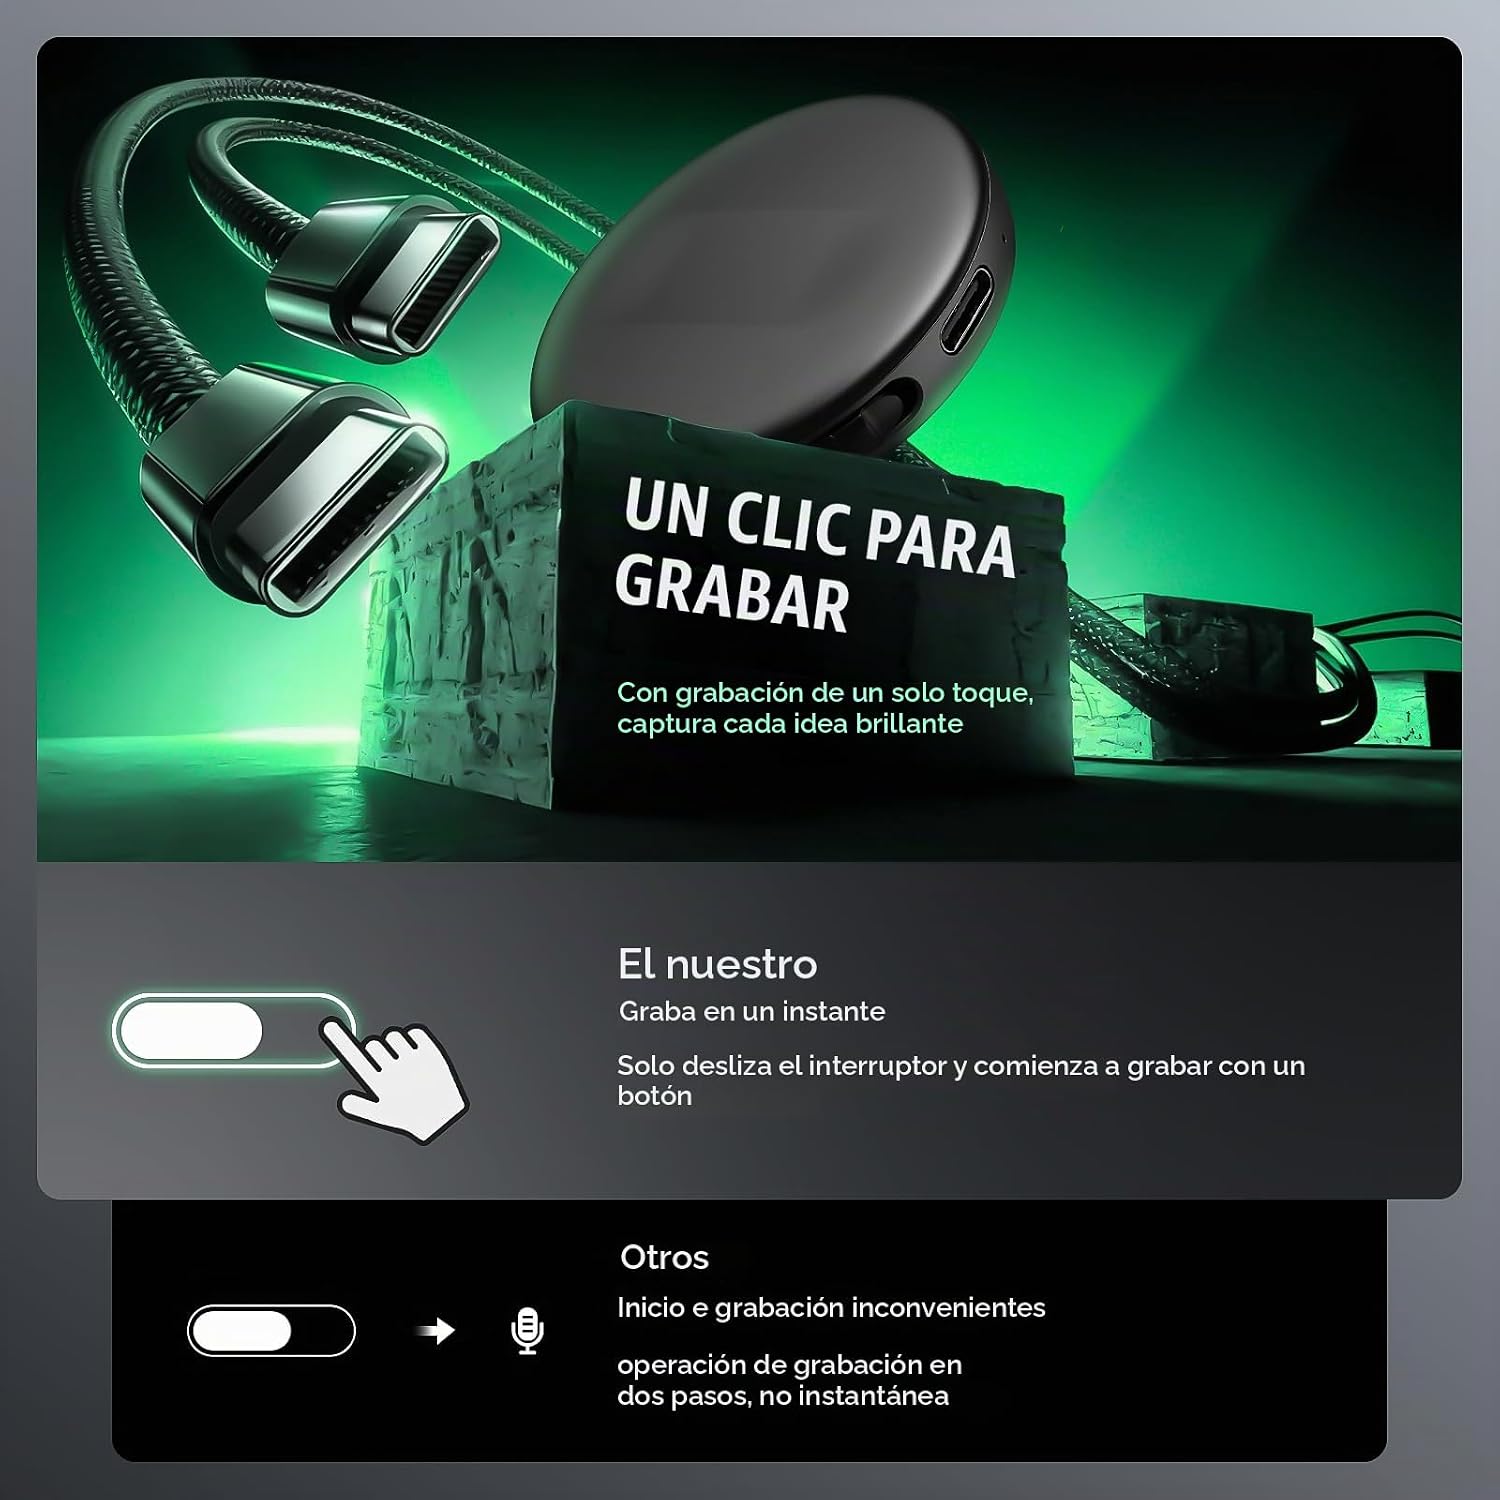 UN CLIC PARA
GRABAR
Con grabación de un solo toque,
captura cada idea brillante
El nuestro
Graba en un instante
Solo desliza el interruptor y comienza a grabar con un
botón
Otros
Inicio e grabación inconvenientes
operación de grabación en
dos pasos, no instantánea